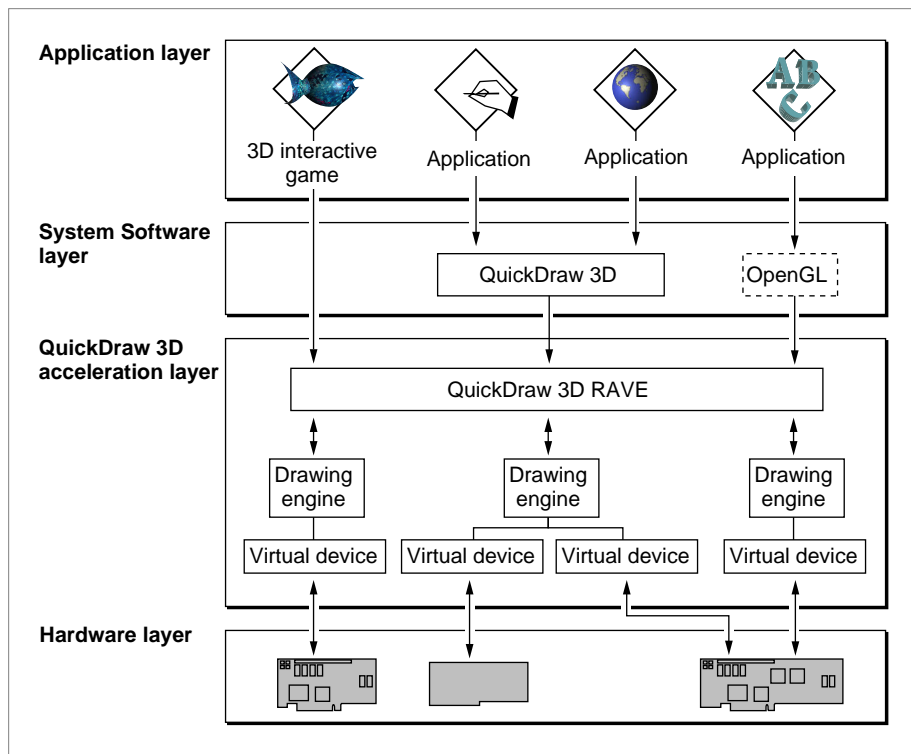 Application layer
A B C
3D interactive
game
Application
Application
Application
System Software
layer
QuickDraw 3D
OpenGL
QuickDraw 3D
acceleration layer
QuickDraw 3D RAVE
Drawing
engine
Drawing
engine
Drawing
engine
Virtual device
Virtual device
Virtual device
Virtual device
Hardware layer